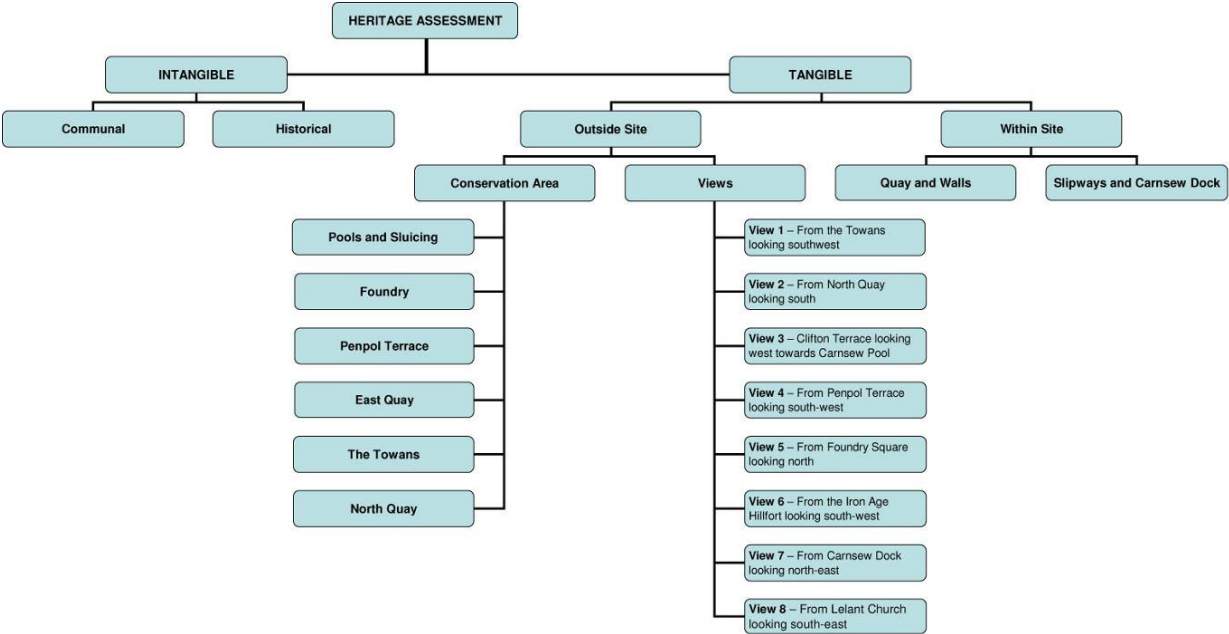 HERITAGE ASSESSMENT
INTANGIBLE
TANGIBLE
Communal
Historical
Outside Site
Within Site
Conservation Area
Views
Quay and Walls
Slipways and Carnsew Dock
Pools and Sluicing
Foundry
Penpol Terrace
East Quay
The Towans
North Quay
View 1 – From the Towans
looking southwest
View 2 – From North Quay
looking south
View 3 – Clifton Terrace looking
west towards Carnsew Pool
View 4 – From Penpol Terrace
looking south-west
View 5 – From Foundry Square
looking north
View 6 – From the Iron Age
Hillfort looking south-west
View 7 – From Carnsew Dock
looking north-east
View 8 – From Lelant Church
looking south-east